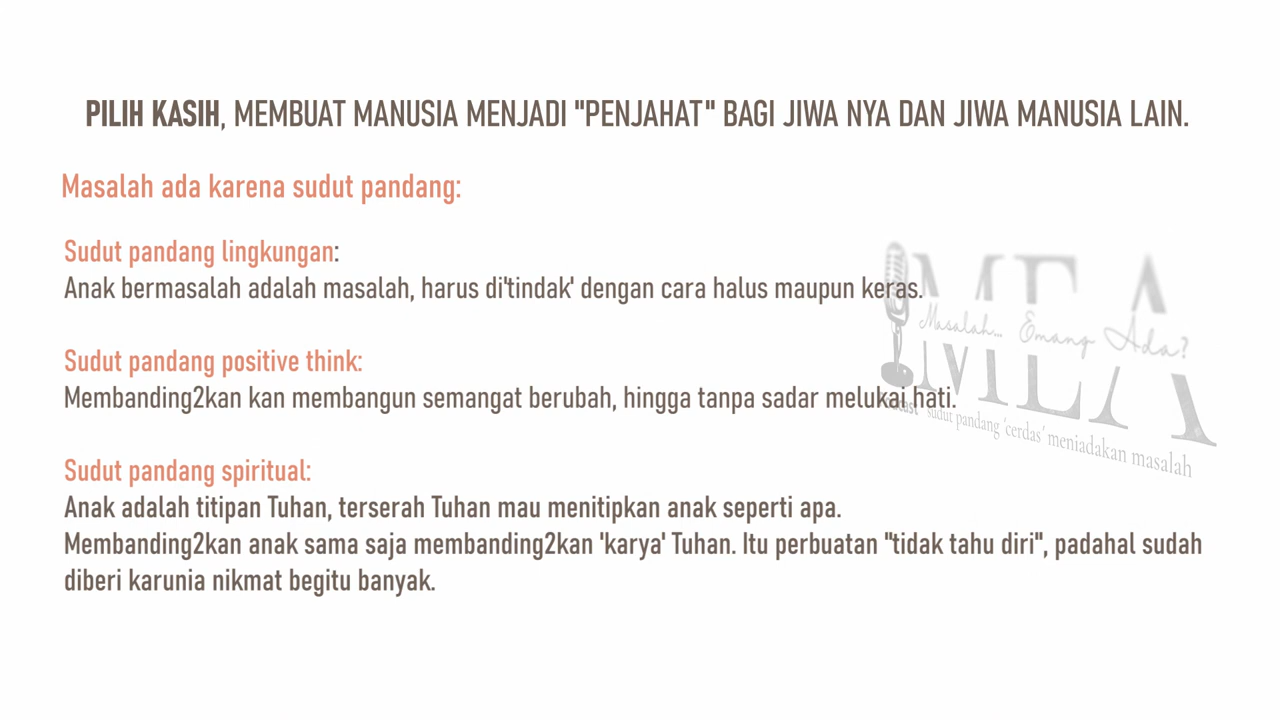 PILIH KASIH, MEMBUAT MANUSIA MENJADI "PENJAHAT" BAGI JIWA NYA DAN JIWA MANUSIA LAIN.
Masalah ada karena sudut pandang:
Sudut pandang lingkungan:
Anak bermasalah adalah masalah, harus di'tindak' dengan cara halus maupun keras.
Sudut pandang positive think:
Membanding2kan kan membangun semangat berubah, hingga tanpa sadar melukai hati.
Sudut pandang spiritual:
Anak adalah titipan Tuhan, terserah Tuhan mau menitipkan anak seperti apa.
Membanding2kan anak sama saja membanding2kan 'karya' Tuhan. Itu perbuatan "tidak tahu diri", padahal sudah
diberi karunia nikmat begitu banyak.
MEA
Masalah... Emang Ada?
sudut pandang 'cerdas' meniadakan masalah